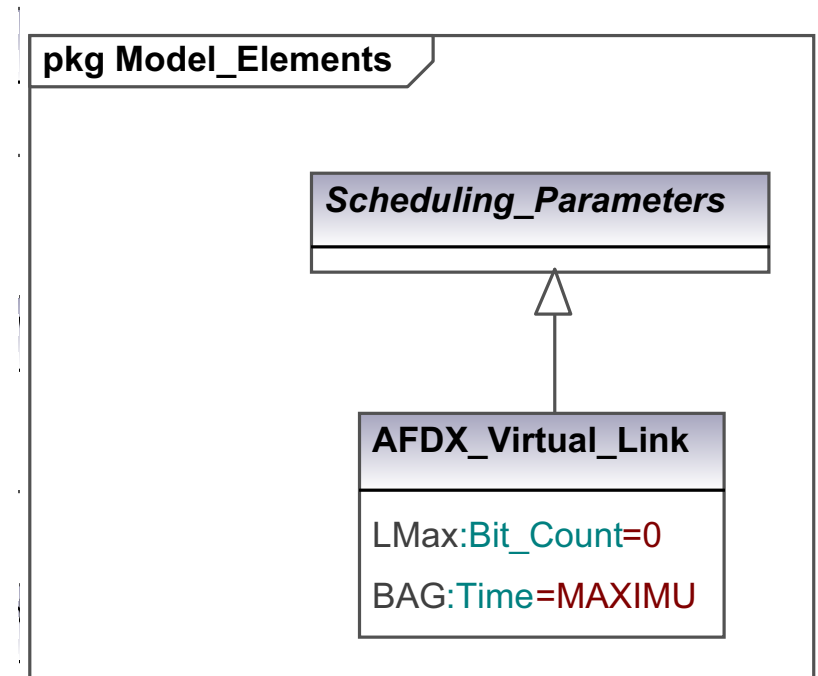 pkg Model_Elements
Scheduling_Parameters
AFDX_Virtual_Link
LMax:Bit_Count=0
BAG:Time=MAXIMU